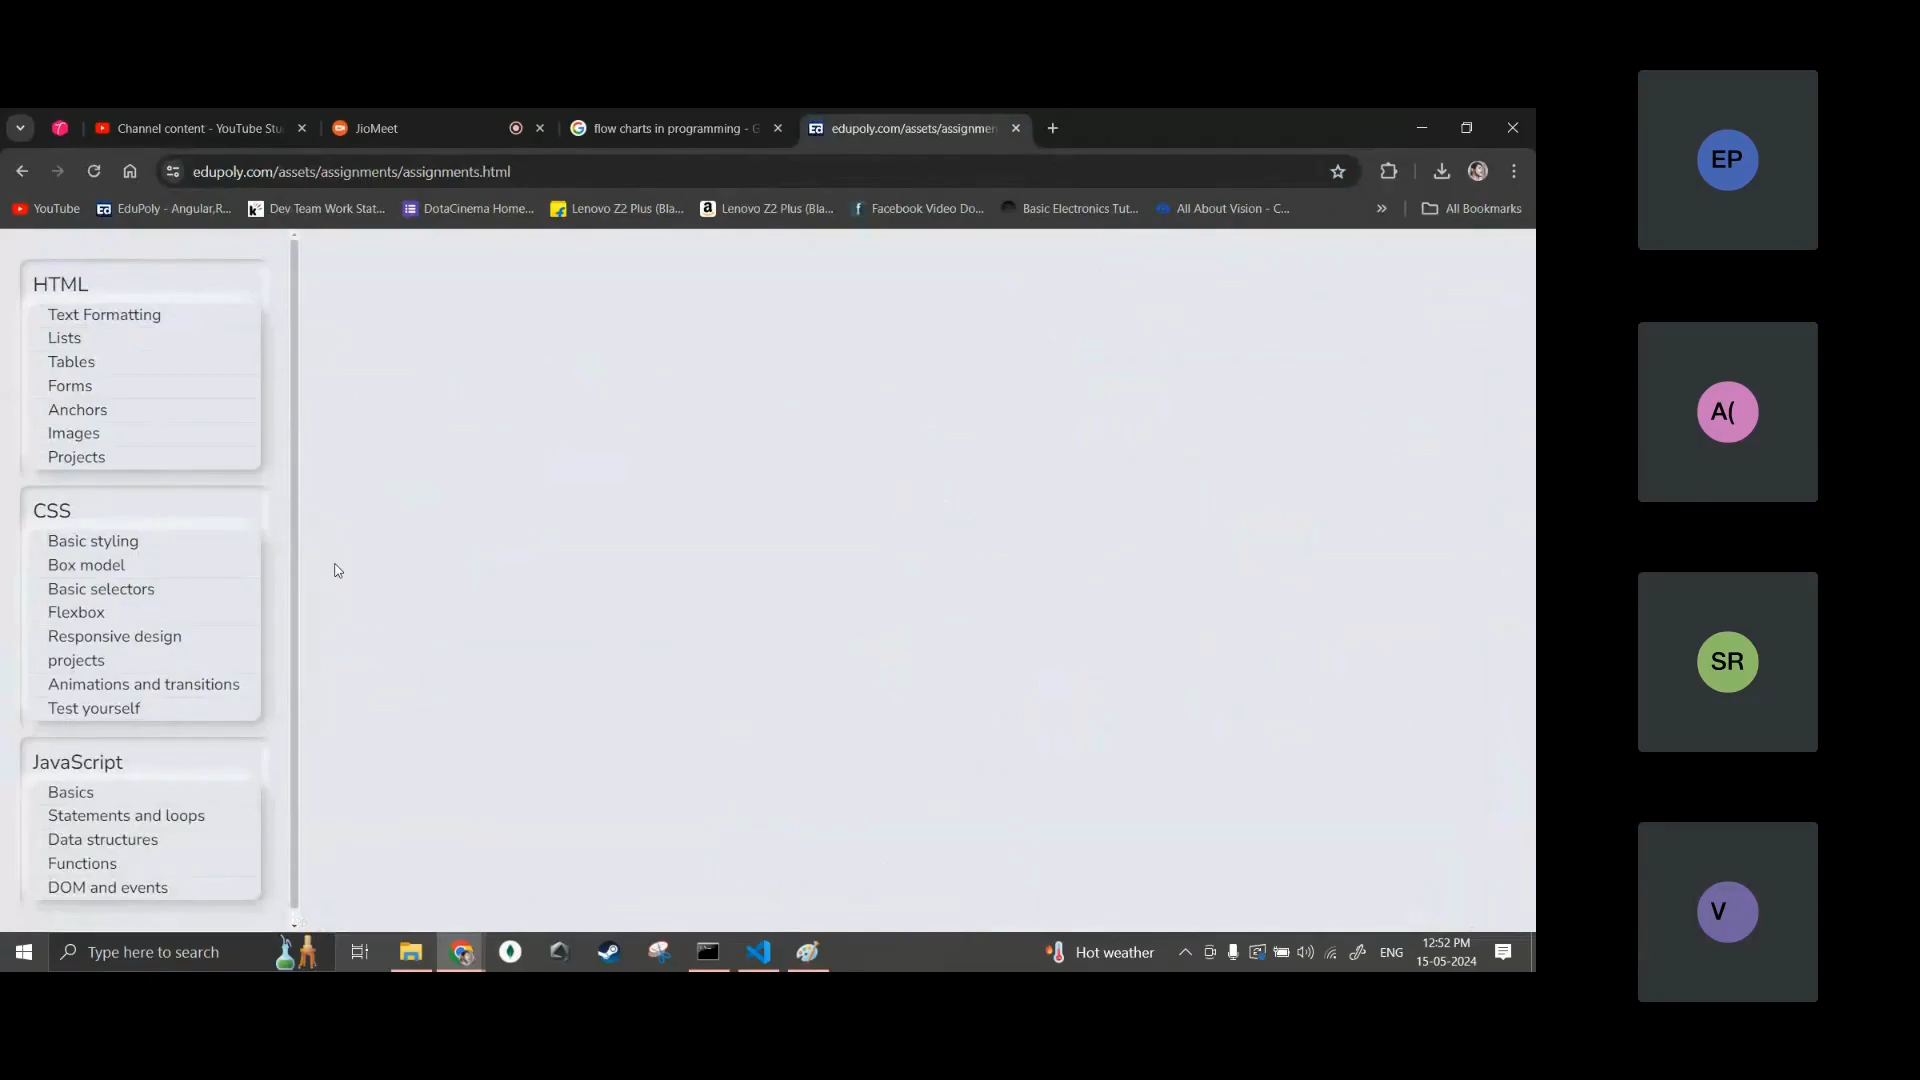 Channel content - YouTube Stu
JioMeet
flow charts in programming - G
edupoly.com/assets/assignmen
edupoly.com/assets/assignments/assignments.html
YouTube
EduPoly - Angular,R...
Dev Team Work Stat...
DotaCinema Home...
Lenovo Z2 Plus (Bla...
Lenovo Z2 Plus (Bla...
Facebook Video Do...
Basic Electronics Tut...
All About Vision - C...
All Bookmarks
HTML
Text Formatting
Lists
Tables
Forms
Anchors
Images
Projects
CSS
Basic styling
Box model
Basic selectors
Flexbox
Responsive design
projects
Animations and transitions
Test yourself
JavaScript
Basics
Statements and loops
Data structures
Functions
DOM and events
Type here to search
Hot weather
ENG
12:52 PM
15-05-2024
EP
A(
SR
V